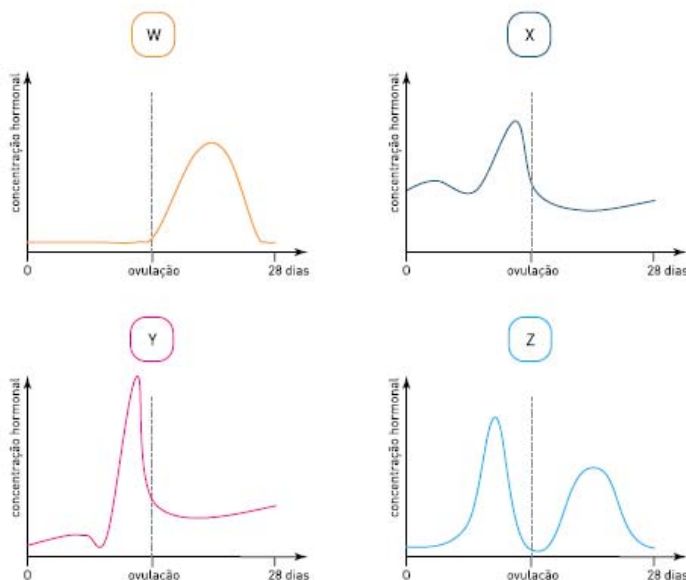 W
concentração hormonal
0
ovulação
28 dias
X
concentração hormonal
0
ovulação
28 dias
Y
concentração hormonal
0
ovulação
28 dias
Z
concentração hormonal
0
ovulação
28 dias